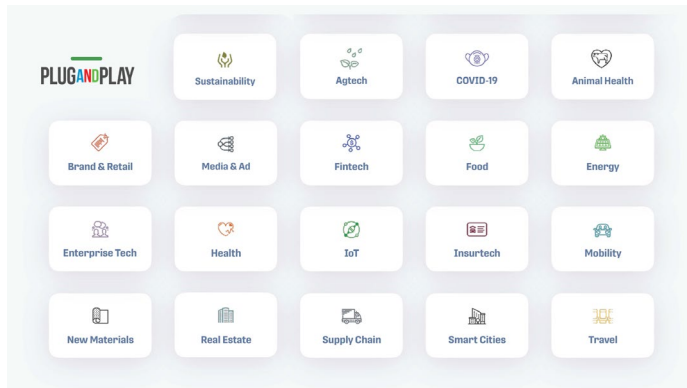 PLUGANDPLAY
Sustainability
Agtech
COVID-19
Animal Health
Brand & Retail
Media & Ad
Fintech
Food
Energy
Enterprise Tech
Health
IoT
Insurtech
Mobility
New Materials
Real Estate
Supply Chain
Smart Cities
Travel